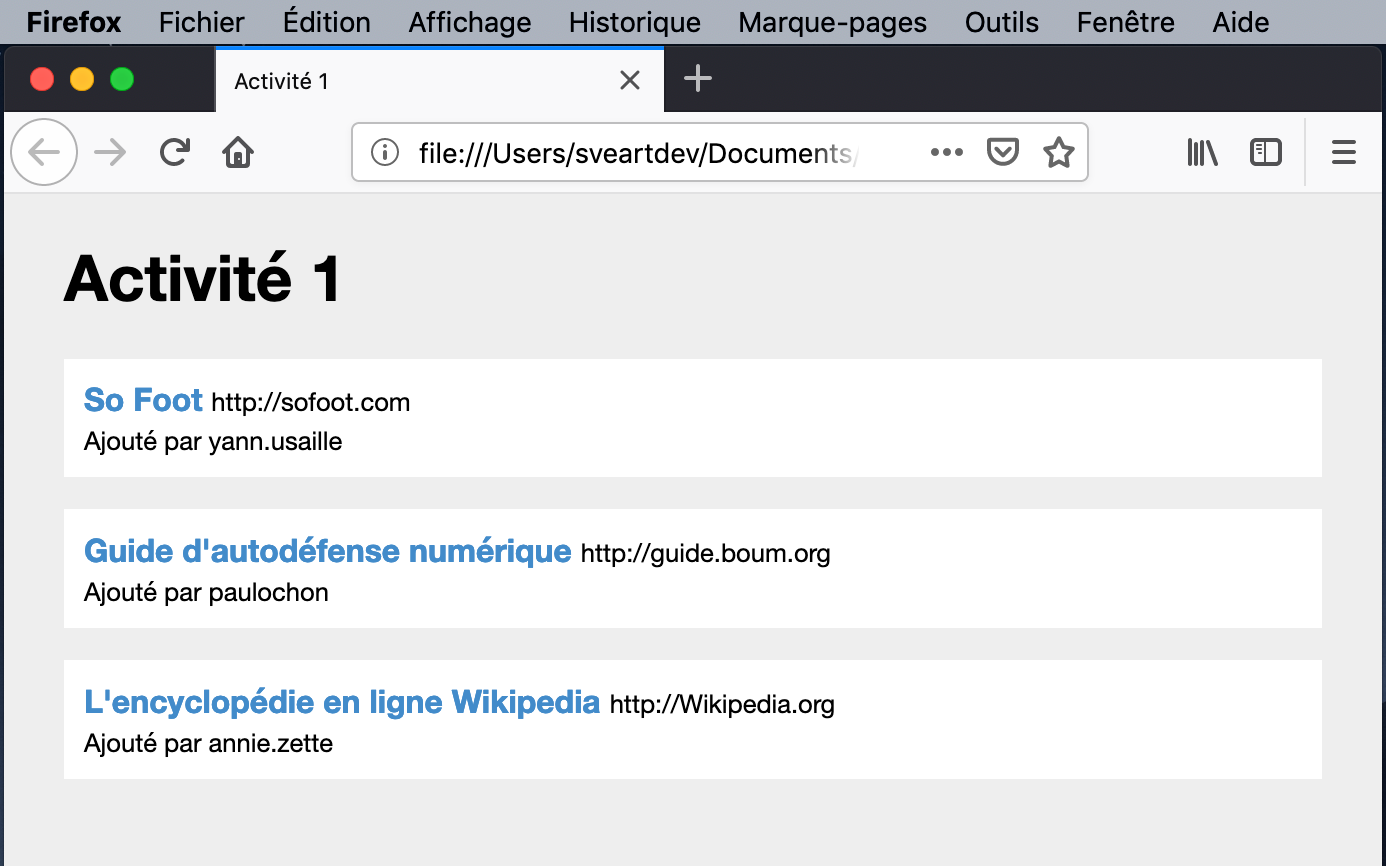 Firefox Fichier Édition Affichage Historique Marque-pages Outils Fenêtre Aide
Activité 1
file:///Users/sveartdev/Documents/
Activité 1
So Foot http://sofoot.com
Ajouté par yann.usaille
Guide d'autodéfense numérique http://guide.boum.org
Ajouté par paulochon
L'encyclopédie en ligne Wikipedia http://Wikipedia.org
Ajouté par annie.zette